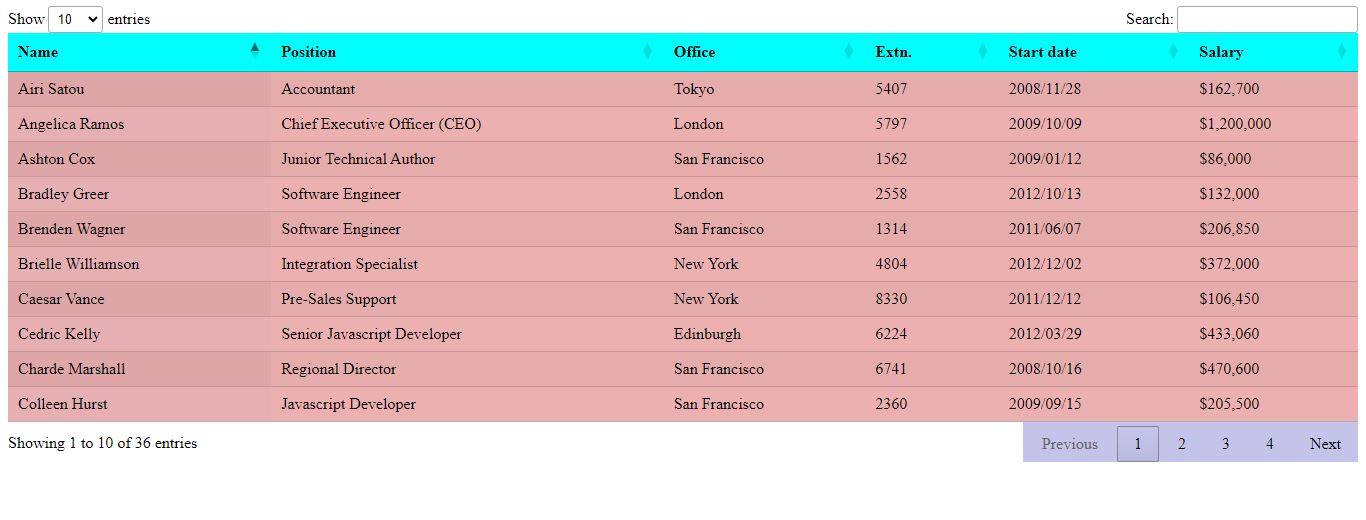 Show 10 entries Search:
Name Position Office Extn. Start date Salary
Airi Satou Accountant Tokyo 5407 2008/11/28 $162,700
Angelica Ramos Chief Executive Officer (CEO) London 5797 2009/10/09 $1,200,000
Ashton Cox Junior Technical Author San Francisco 1562 2009/01/12 $86,000
Bradley Greer Software Engineer London 2558 2012/10/13 $132,000
Brenden Wagner Software Engineer San Francisco 1314 2011/06/07 $206,850
Brielle Williamson Integration Specialist New York 4804 2012/12/02 $372,000
Caesar Vance Pre-Sales Support New York 8330 2011/12/12 $106,450
Cedric Kelly Senior Javascript Developer Edinburgh 6224 2012/03/29 $433,060
Charde Marshall Regional Director San Francisco 6741 2008/10/16 $470,600
Colleen Hurst Javascript Developer San Francisco 2360 2009/09/15 $205,500
Showing 1 to 10 of 36 entries Previous 1 2 3 4 Next